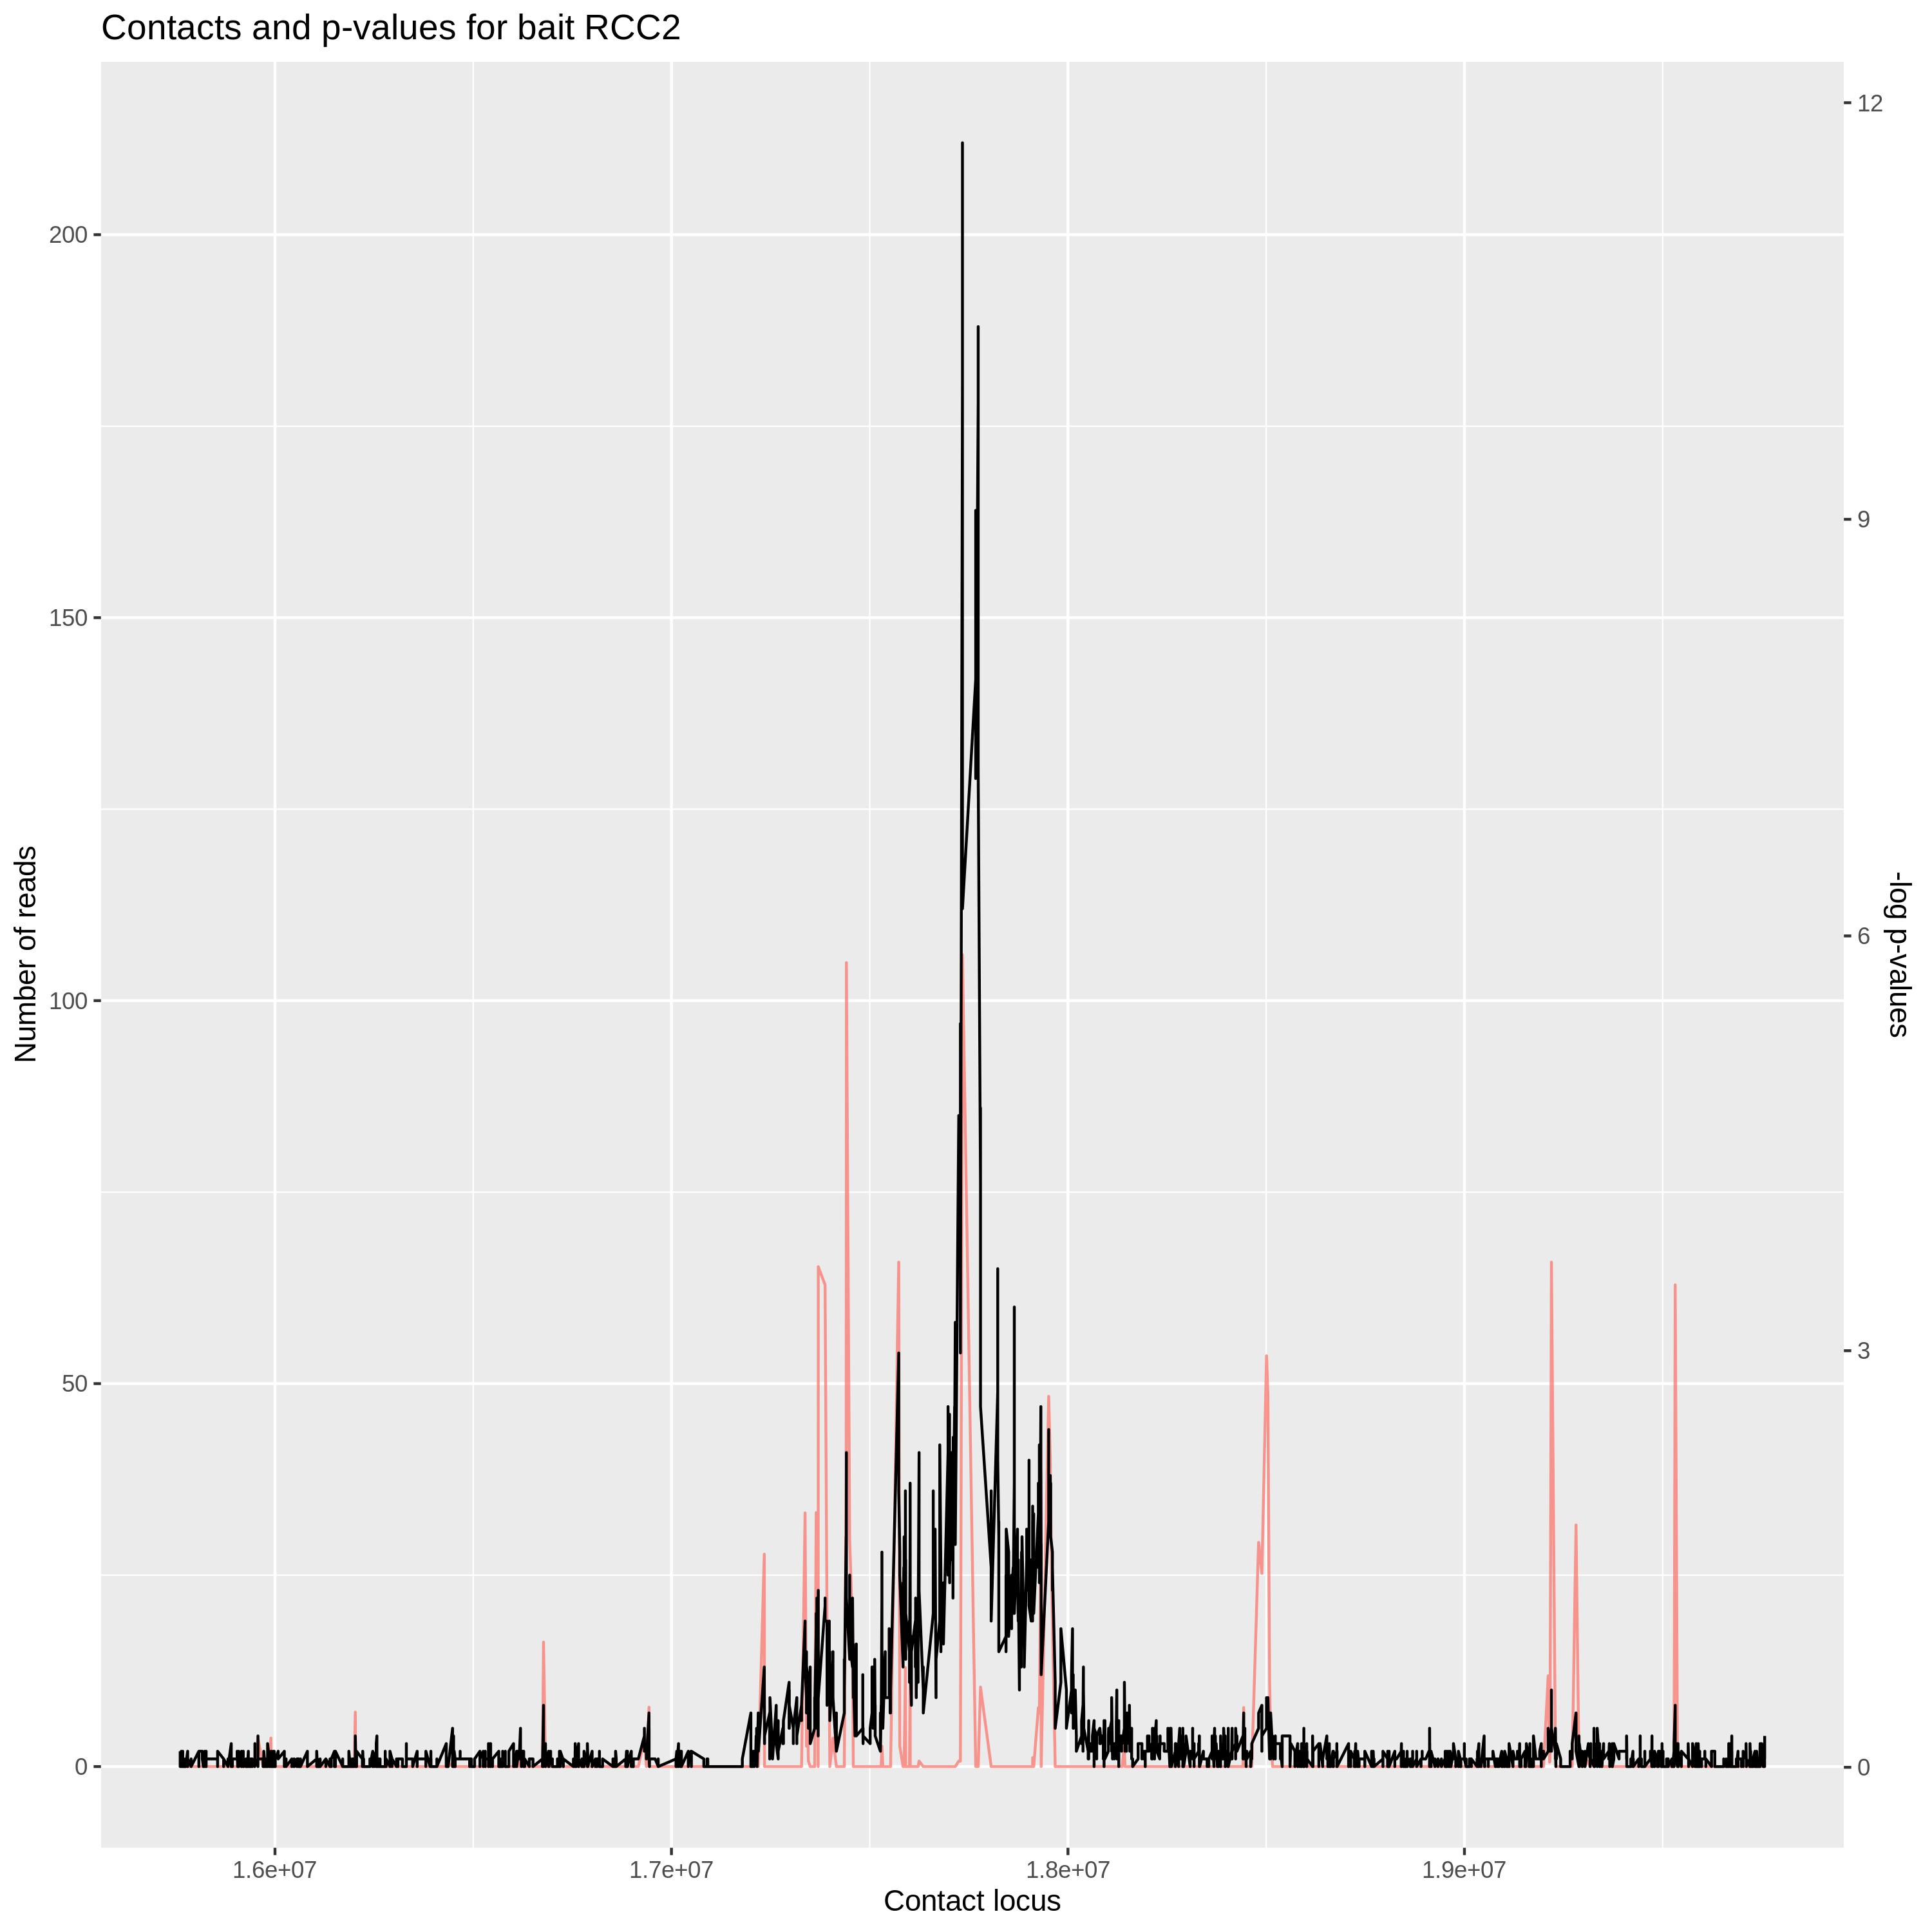 Contacts and p-values for bait RCC2
Number of reads
200
150
100
50
0
12
9
6
3
0
-log p-values
1.6e+07
1.7e+07
1.8e+07
1.9e+07
Contact locus